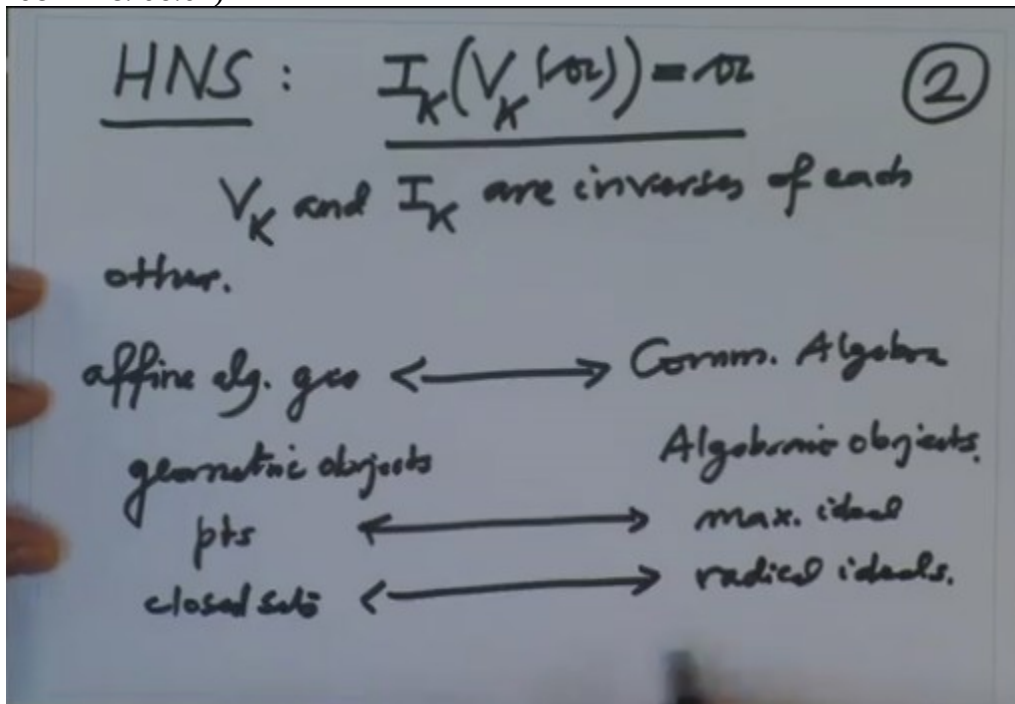 HNS : I_K(V_K(𝔞)) = 𝔞 ②
V_K and I_K are inverses of each
other.
affine alg. geo ⟷ Comm. Algebra
geometric objects Algebraic objects.
pts ⟷ max. ideal
closed sets ⟷ radical ideals.